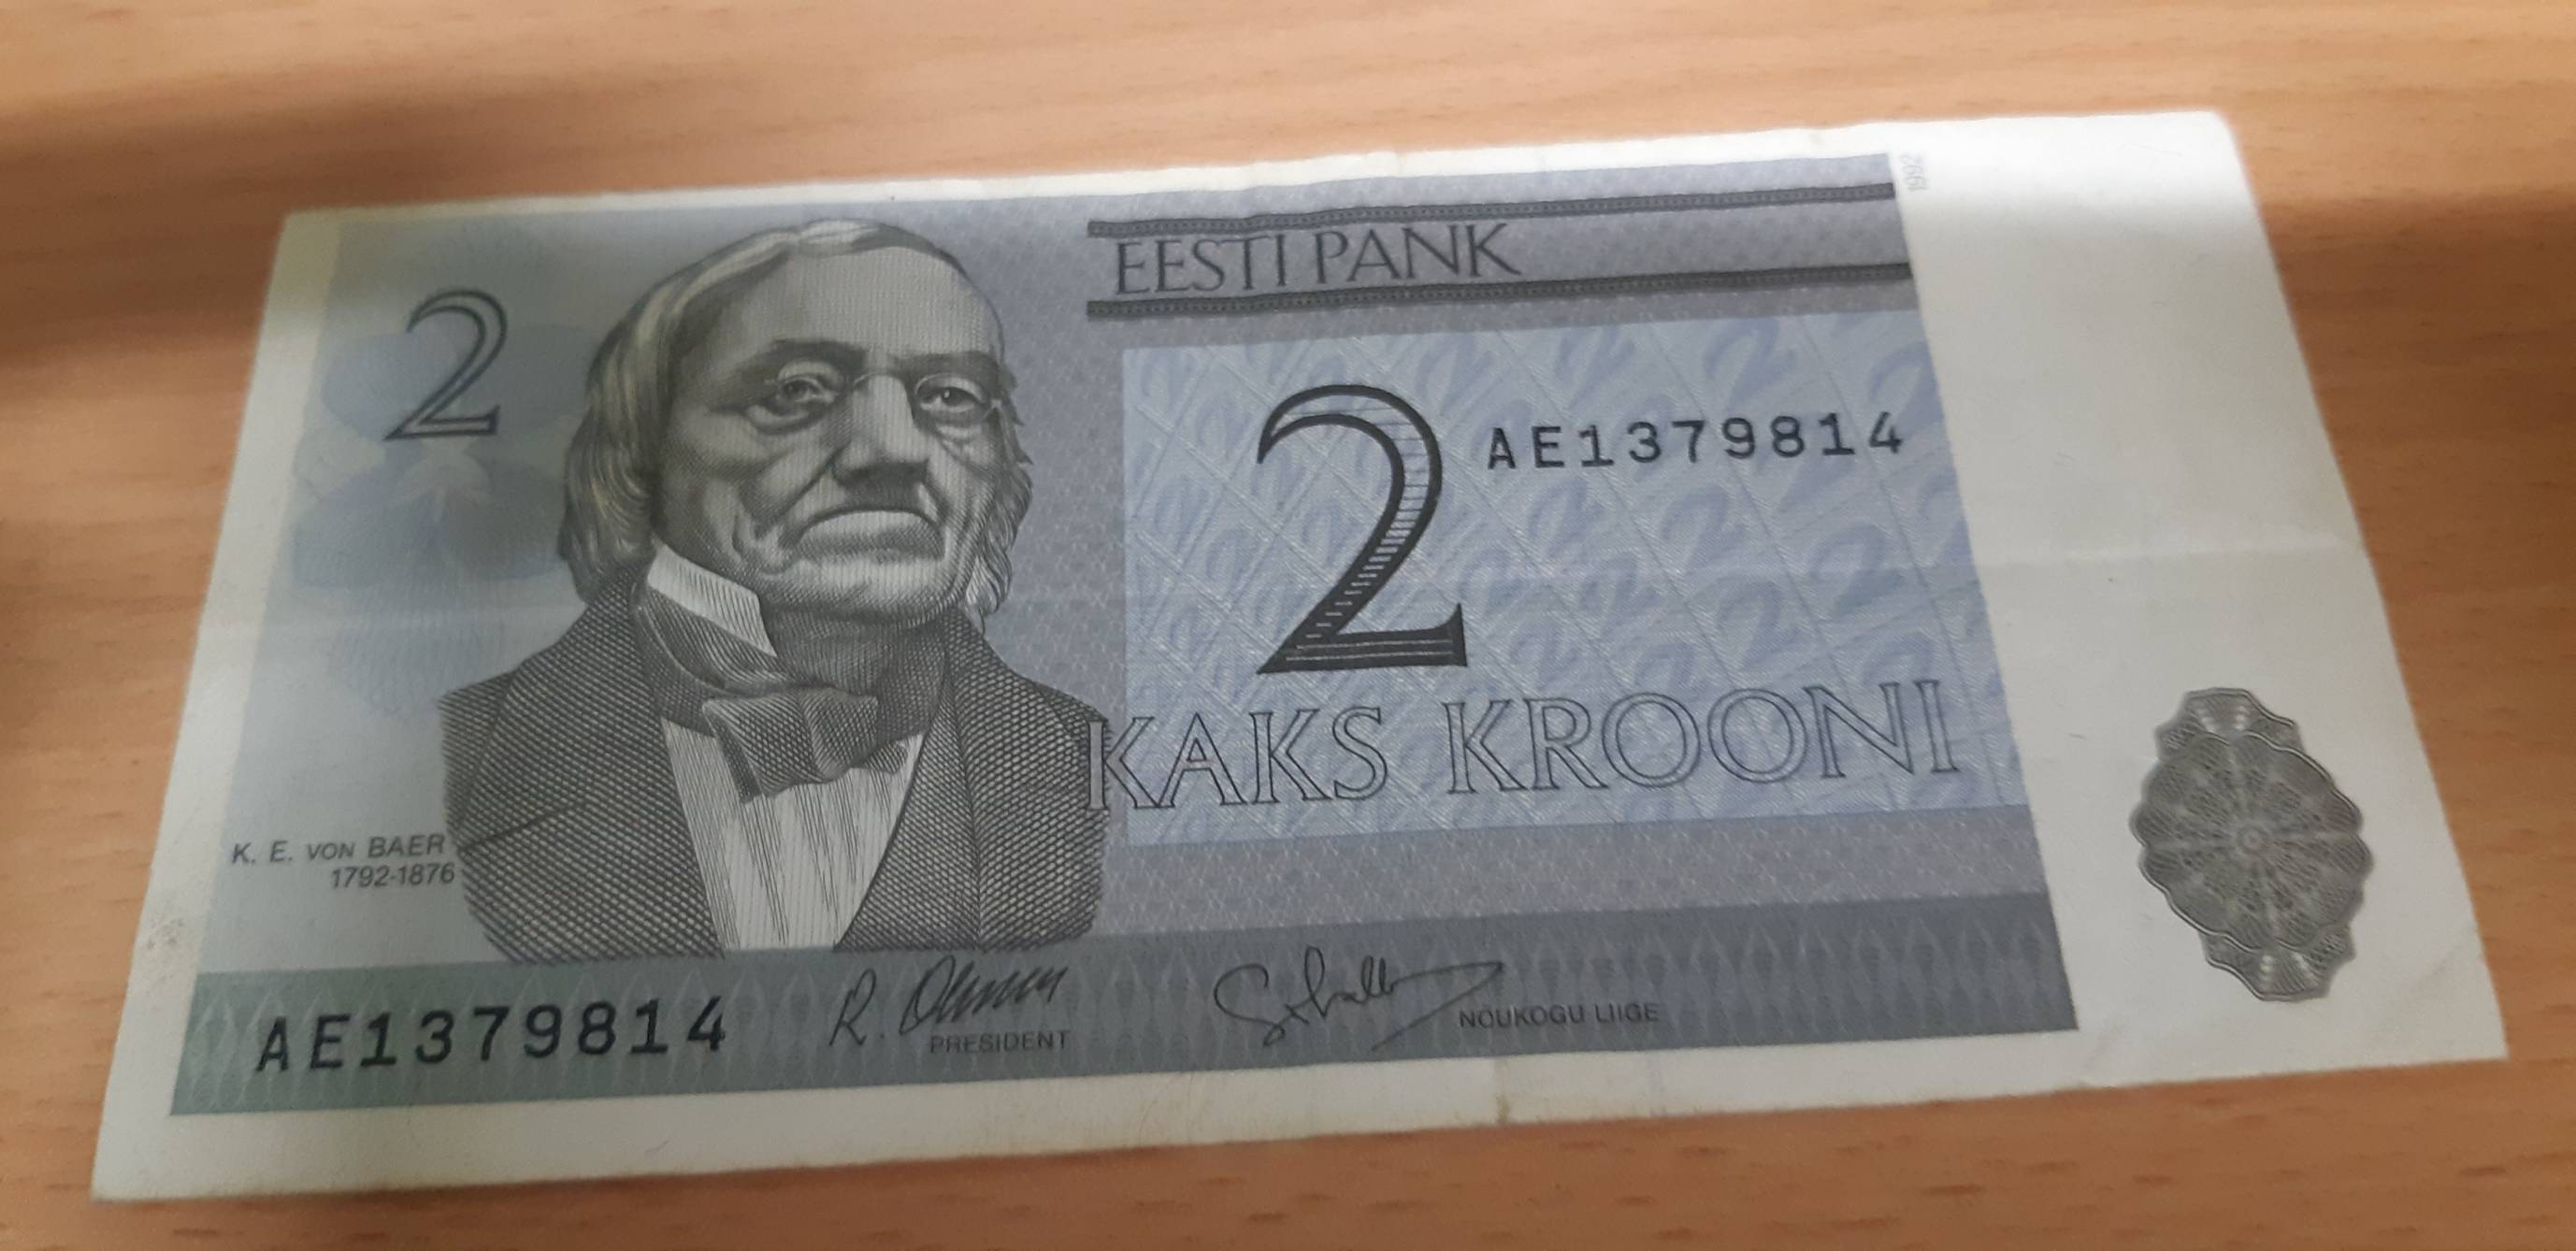 1992
EESTI PANK
2
2
AE1379814
KAKS KROONI
K. E. VON BAER
1792-1876
AE1379814
R.
PRESIDENT
NÕUKOGU LIIGE